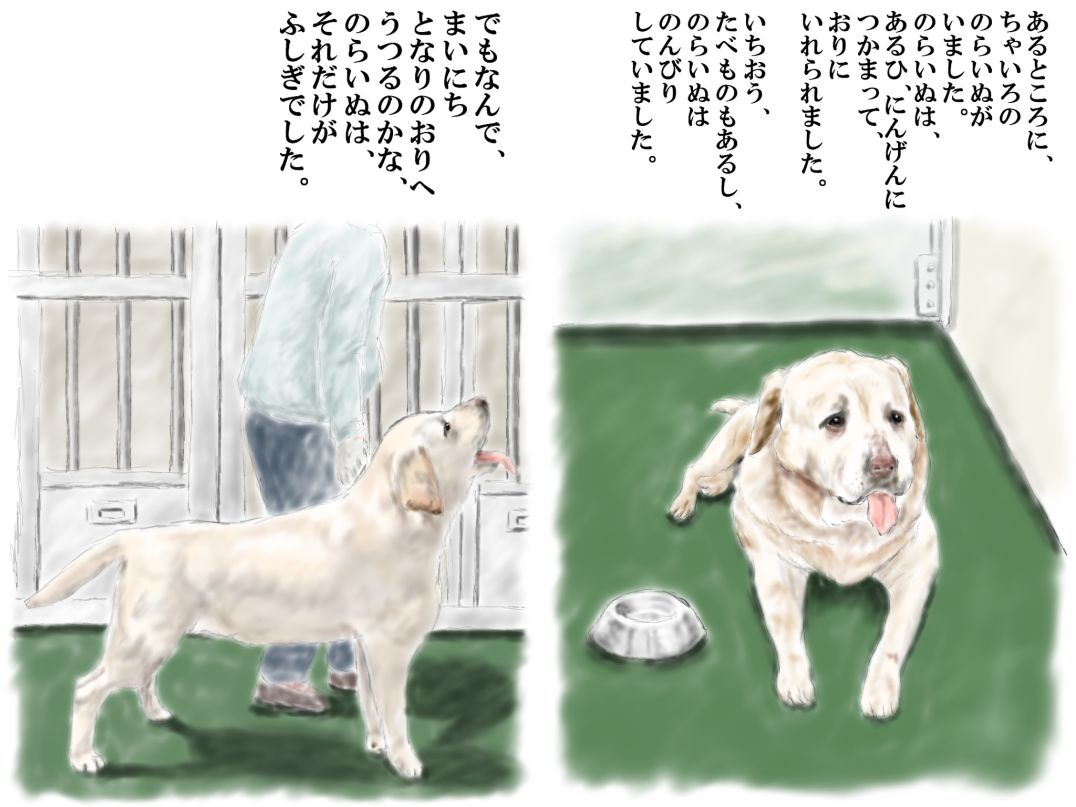 あるところに、
ちゃいろの
のらいぬが
いました。
のらいぬは、
あるひ、にんげんに
つかまって、
おりに
いれられました。
いちおう、
たべものもあるし、
のらいぬは
のんびり
していました。
でもなんで、
まいにち
となりのおりへ
うつるのかな、
のらいぬは、
それだけが
ふしぎでした。